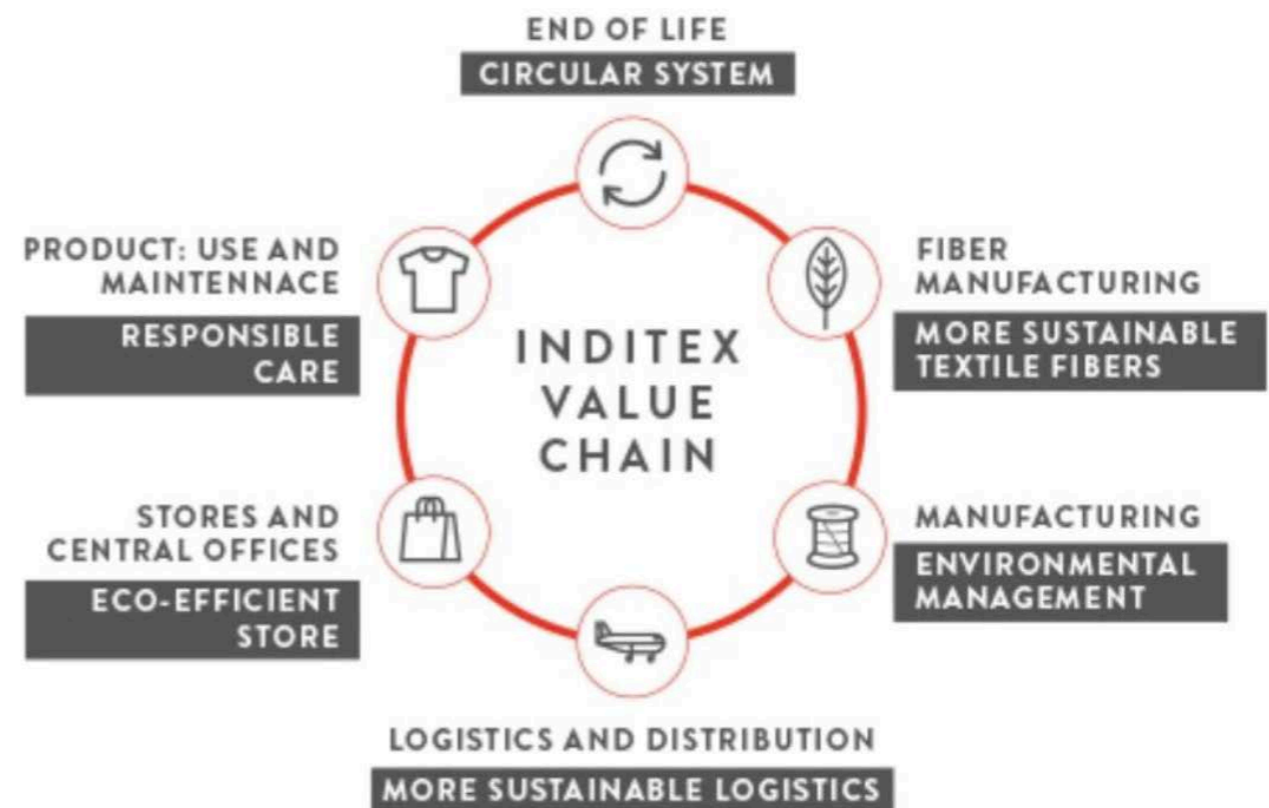 END OF LIFE
CIRCULAR SYSTEM
PRODUCT: USE AND
MAINTENNACE
RESPONSIBLE
CARE
FIBER
MANUFACTURING
MORE SUSTAINABLE
TEXTILE FIBERS
INDITEX
VALUE
CHAIN
STORES AND
CENTRAL OFFICES
ECO-EFFICIENT
STORE
MANUFACTURING
ENVIRONMENTAL
MANAGEMENT
LOGISTICS AND DISTRIBUTION
MORE SUSTAINABLE LOGISTICS